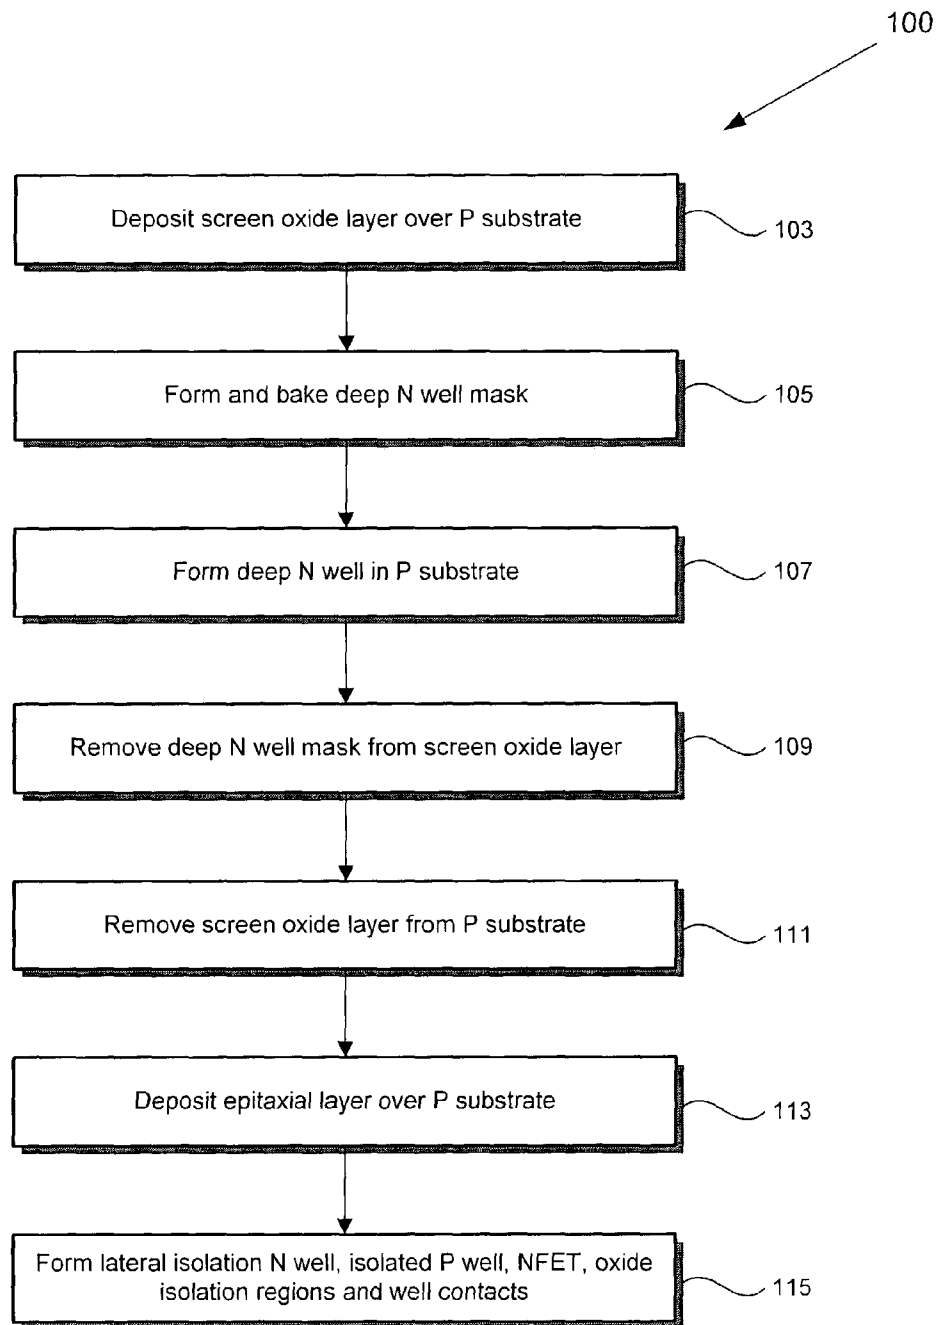 100
Deposit screen oxide layer over P substrate
103
Form and bake deep N well mask
105
Form deep N well in P substrate
107
Remove deep N well mask from screen oxide layer
109
Remove screen oxide layer from P substrate
111
Deposit epitaxial layer over P substrate
113
Form lateral isolation N well, isolated P well, NFET, oxide
isolation regions and well contacts
115